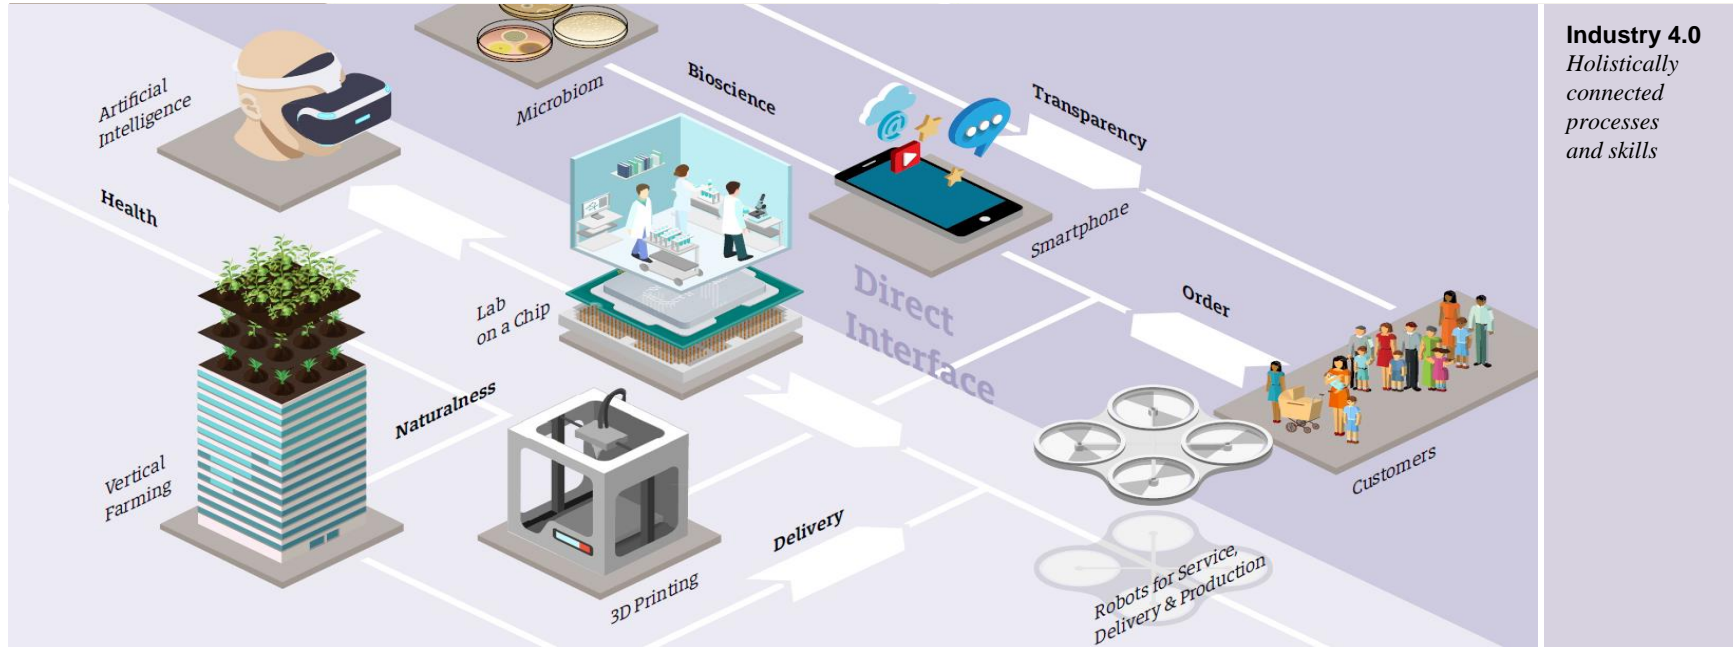 Industry 4.0
Holistically
connected
processes
and skills
Artificial
Intelligence
Microbiom
Bioscience
Transparency
Health
Smartphone
Lab
on a Chip
Direct
Interface
Order
Naturalness
Vertical
Farming
Customers
Delivery
3D Printing
Robots for Service,
Delivery & Production
@